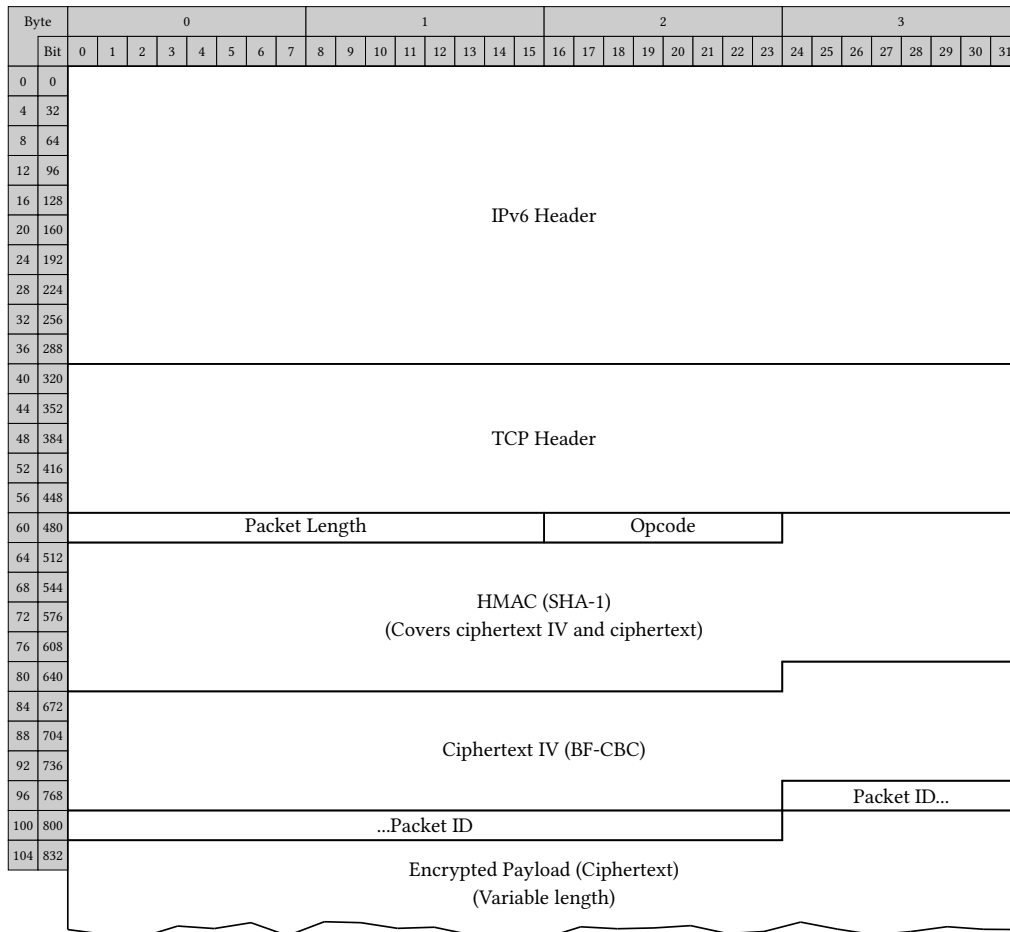 Byte 0 1 2 3
Bit 0 1 2 3 4 5 6 7 8 9 10 11 12 13 14 15 16 17 18 19 20 21 22 23 24 25 26 27 28 29 30 31
0 0
4 32
8 64
12 96
16 128
IPv6 Header
20 160
24 192
28 224
32 256
36 288
40 320
44 352
48 384 TCP Header
52 416
56 448
60 480 Packet Length Opcode
64 512
68 544
HMAC (SHA-1)
72 576
(Covers ciphertext IV and ciphertext)
76 608
80 640
84 672
88 704
Ciphertext IV (BF-CBC)
92 736
96 768 Packet ID...
100 800 ...Packet ID
104 832
Encrypted Payload (Ciphertext)
(Variable length)